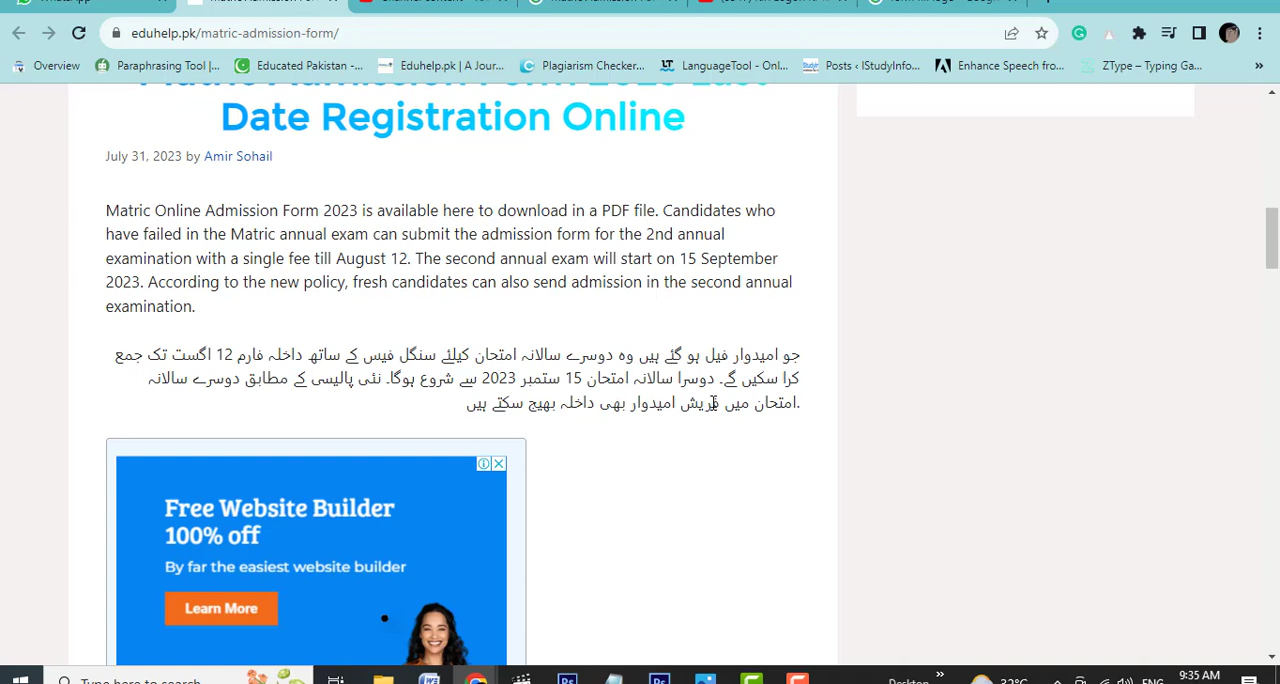 eduhelp.pk/matric-admission-form/
Overview
Paraphrasing Tool |...
Educated Pakistan -...
Eduhelp.pk | A Jour...
Plagiarism Checker...
LanguageTool - Onl...
Posts ‹ IStudyInfo...
Enhance Speech fro...
ZType – Typing Ga...
»
Date Registration Online
July 31, 2023 by Amir Sohail
Matric Online Admission Form 2023 is available here to download in a PDF file. Candidates who
have failed in the Matric annual exam can submit the admission form for the 2nd annual
examination with a single fee till August 12. The second annual exam will start on 15 September
2023. According to the new policy, fresh candidates can also send admission in the second annual
examination.
جو امیدوار فیل ہو گئے ہیں وہ دوسرے سالانہ امتحان کیلئے سنگل فیس کے ساتھ داخلہ فارم 12 اگست تک جمع
کرا سکیں گے۔ دوسرا سالانہ امتحان 15 ستمبر 2023 سے شروع ہوگا۔ نئی پالیسی کے مطابق دوسرے سالانہ
امتحان میں فریش امیدوار بھی داخلہ بھیج سکتے ہیں.
Free Website Builder
100% off
By far the easiest website builder
Learn More
Type here to search
Desktop
»
32°C
ENG
9:35 AM